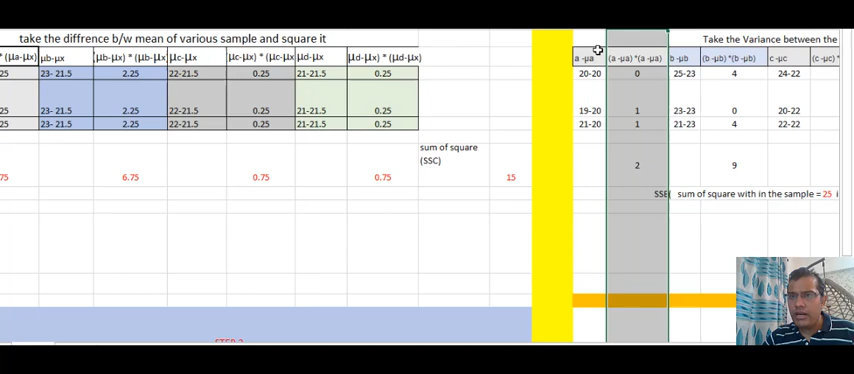 take the diffrence b/w mean of various sample and square it
Take the Variance between the
* (μa-μx) μb-μx (μb-μx) * (μb-μx μc-μx (μc-μx) * (μc-μx μd-μx (μd-μx) * (μd-μx) a -μa (a -μa) *(a -μa) b -μb (b -μb) *(b -μb) c -μc (c -μc) *
25 23- 21.5 2.25 22-21.5 0.25 21-21.5 0.25 20-20 0 25-23 4 24-22
25 23- 21.5 2.25 22-21.5 0.25 21-21.5 0.25 19-20 1 23-23 0 20-22
25 23- 21.5 2.25 22-21.5 0.25 21-21.5 0.25 21-20 1 21-23 4 22-22
sum of square
(SSC)
2 9
75 6.75 0.75 0.75 15
SSE( sum of square with in the sample = 25 i
STEP 2